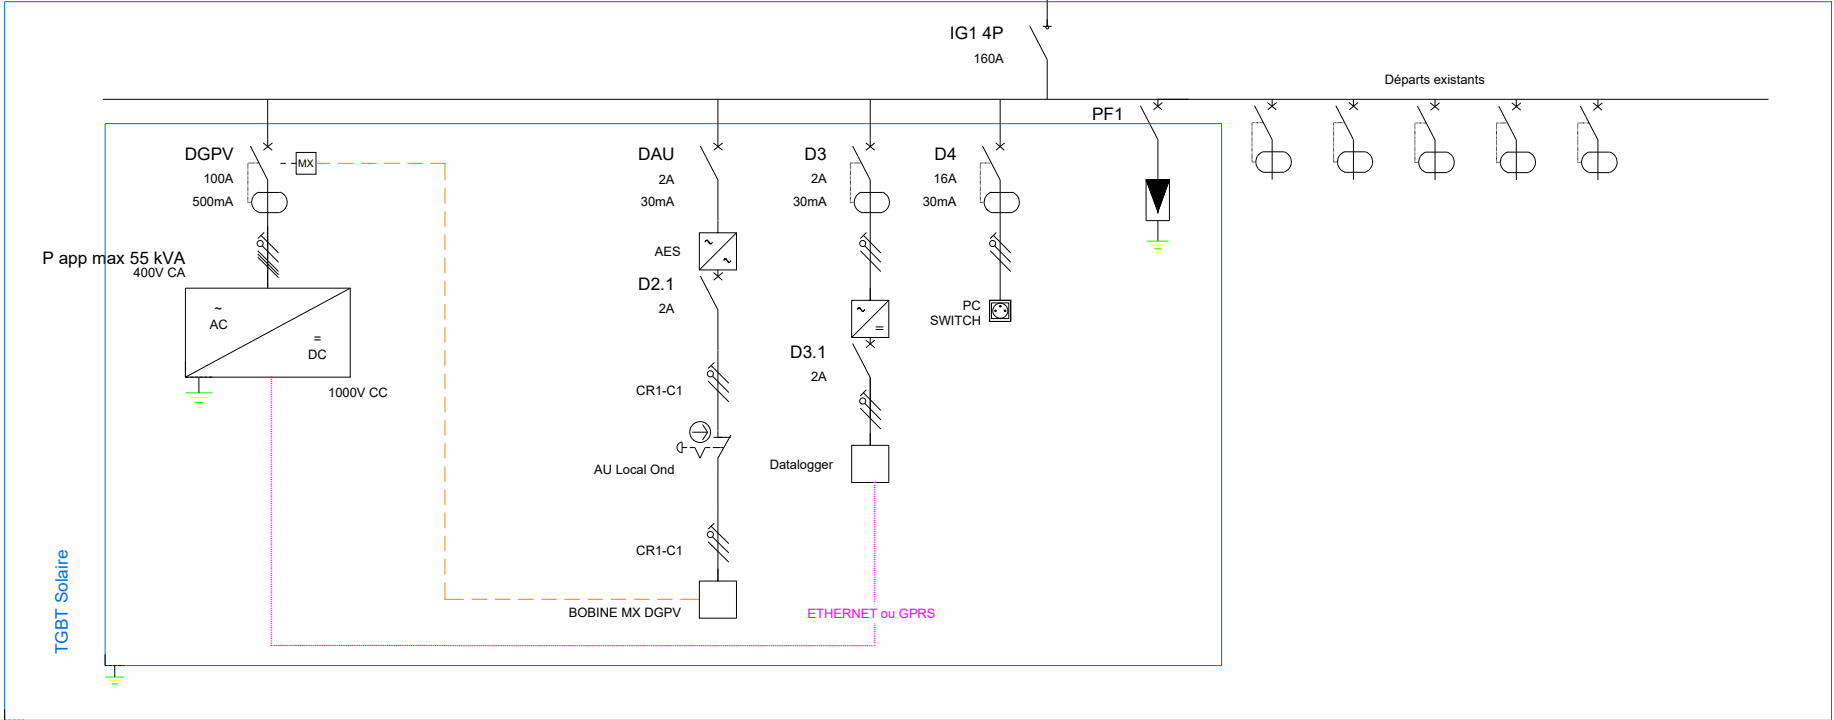 IG1 4P
160A
Départs existants
PF1
DGPV
100A
500mA
MX
DAU
2A
30mA
D3
2A
30mA
D4
16A
30mA
P app max 55 kVA
400V CA
~
AC
=
DC
1000V CC
AES
~
~
D2.1
2A
~
=
PC
SWITCH
D3.1
2A
CR1-C1
AU Local Ond
Datalogger
CR1-C1
BOBINE MX DGPV
ETHERNET ou GPRS
TGBT Solaire